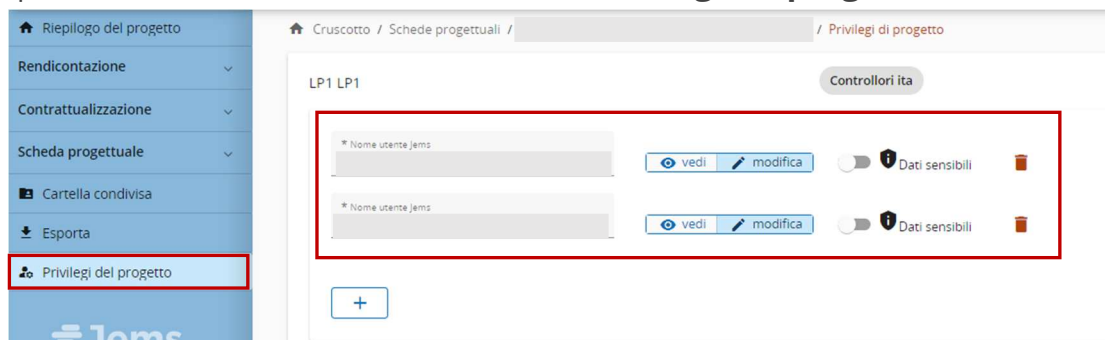 Riepilogo del progetto
Cruscotto / Schede progettuali / / Privilegi di progetto
Rendicontazione
LP1 LP1
Controllori ita
Contrattualizzazione
Scheda progettuale
* Nome utente Jems
vedi modifica Dati sensibili
Cartella condivisa
* Nome utente Jems
vedi modifica Dati sensibili
Esporta
Privilegi del progetto
+
Jems